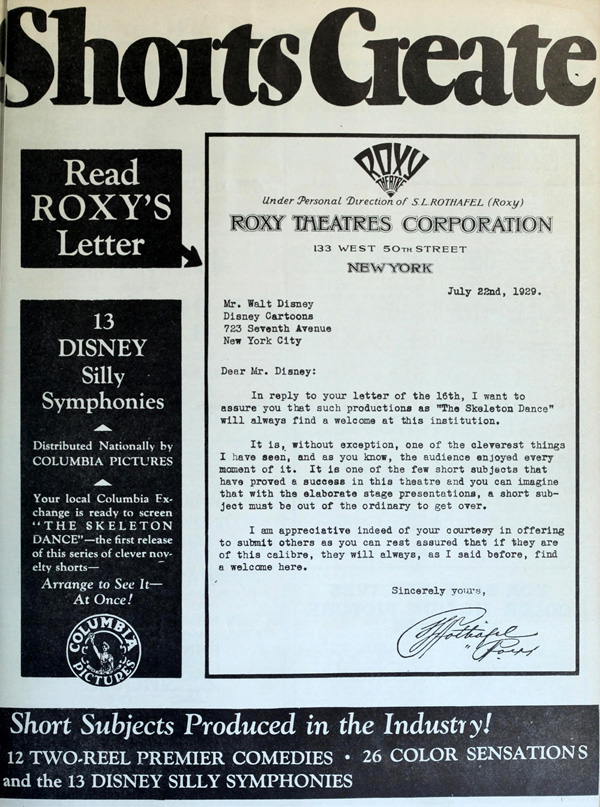 Shorts Create
Read
ROXY'S
Letter
13
DISNEY
Silly
Symphonies
Distributed Nationally by
COLUMBIA PICTURES
Your local Columbia Ex-
change is ready to screen
"THE SKELETON
DANCE"—the first release
of this series of clever nov-
elty shorts—
Arrange to See It—
At Once!
COLUMBIA
PICTURES
ROXY
THEATRE
Under Personal Direction of S.L. ROTHAFEL (Roxy)
ROXY THEATRES CORPORATION
133 WEST 50TH STREET
NEW YORK
July 22nd, 1929.
Mr. Walt Disney
Disney Cartoons
723 Seventh Avenue
New York City
Dear Mr. Disney:
In reply to your letter of the 16th, I want to
assure you that such productions as "The Skeleton Dance"
will always find a welcome at this institution.
It is, without exception, one of the cleverest things
I have seen, and as you know, the audience enjoyed every
moment of it. It is one of the few short subjects that
have proved a success in this theatre and you can imagine
that with the elaborate stage presentations, a short sub-
ject must be out of the ordinary to get over.
I am appreciative indeed of your courtesy in offering
to submit others as you can rest assured that if they are
of this calibre, they will always, as I said before, find
a welcome here.
Sincerely yours,
S L Rothafel
"Roxy
Short Subjects Produced in the Industry!
12 TWO-REEL PREMIER COMEDIES • 26 COLOR SENSATIONS
and the 13 DISNEY SILLY SYMPHONIES